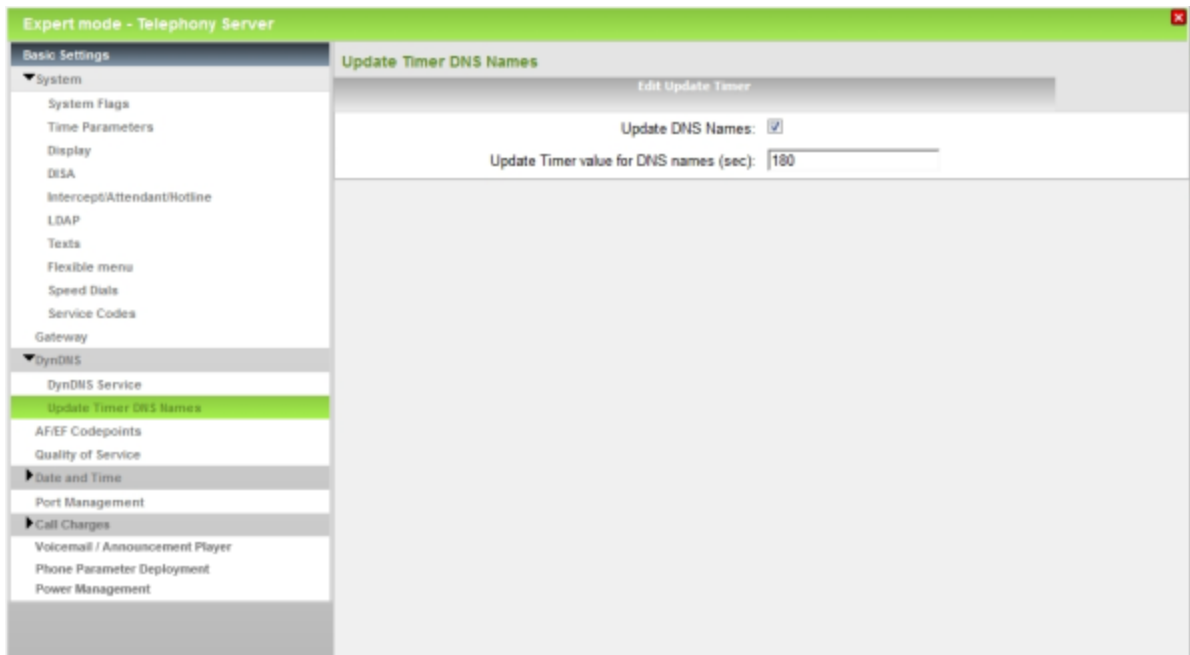 Expert mode - Telephony Server
Basic Settings
System
System Flags
Time Parameters
Display
DISA
Intercept/Attendant/Hotline
LDAP
Texts
Flexible menu
Speed Dials
Service Codes
Gateway
DynDNS
DynDNS Service
Update Timer DNS Names
AF/EF Codepoints
Quality of Service
Date and Time
Port Management
Call Charges
Voicemail / Announcement Player
Phone Parameter Deployment
Power Management
Update Timer DNS Names
Edit Update Timer
Update DNS Names:
Update Timer value for DNS names (sec): 180